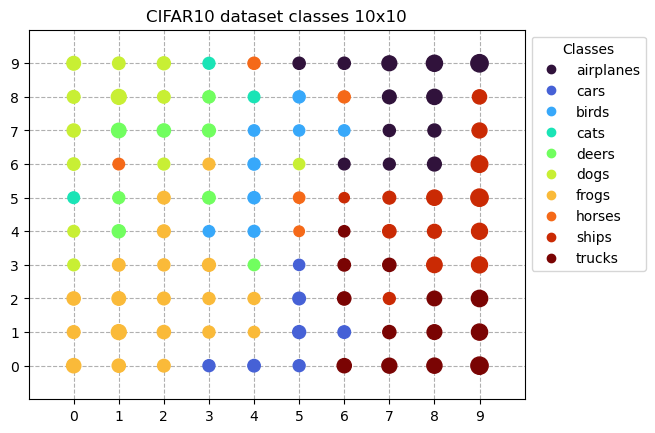 CIFAR10 dataset classes 10x10
9
8
7
6
5
4
3
2
1
0
0 1 2 3 4 5 6 7 8 9
Classes
airplanes
cars
birds
cats
deers
dogs
frogs
horses
ships
trucks